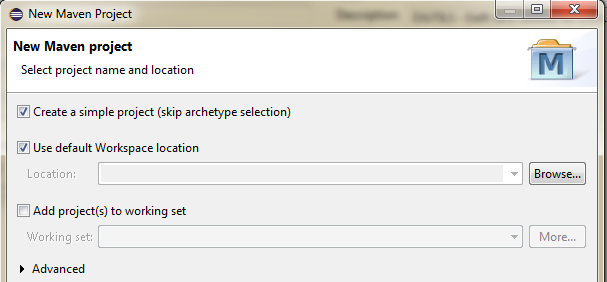 New Maven Project
New Maven project
Select project name and location
M
Create a simple project (skip archetype selection)
Use default Workspace location
Location:
Browse...
Add project(s) to working set
Working set:
More...
Advanced